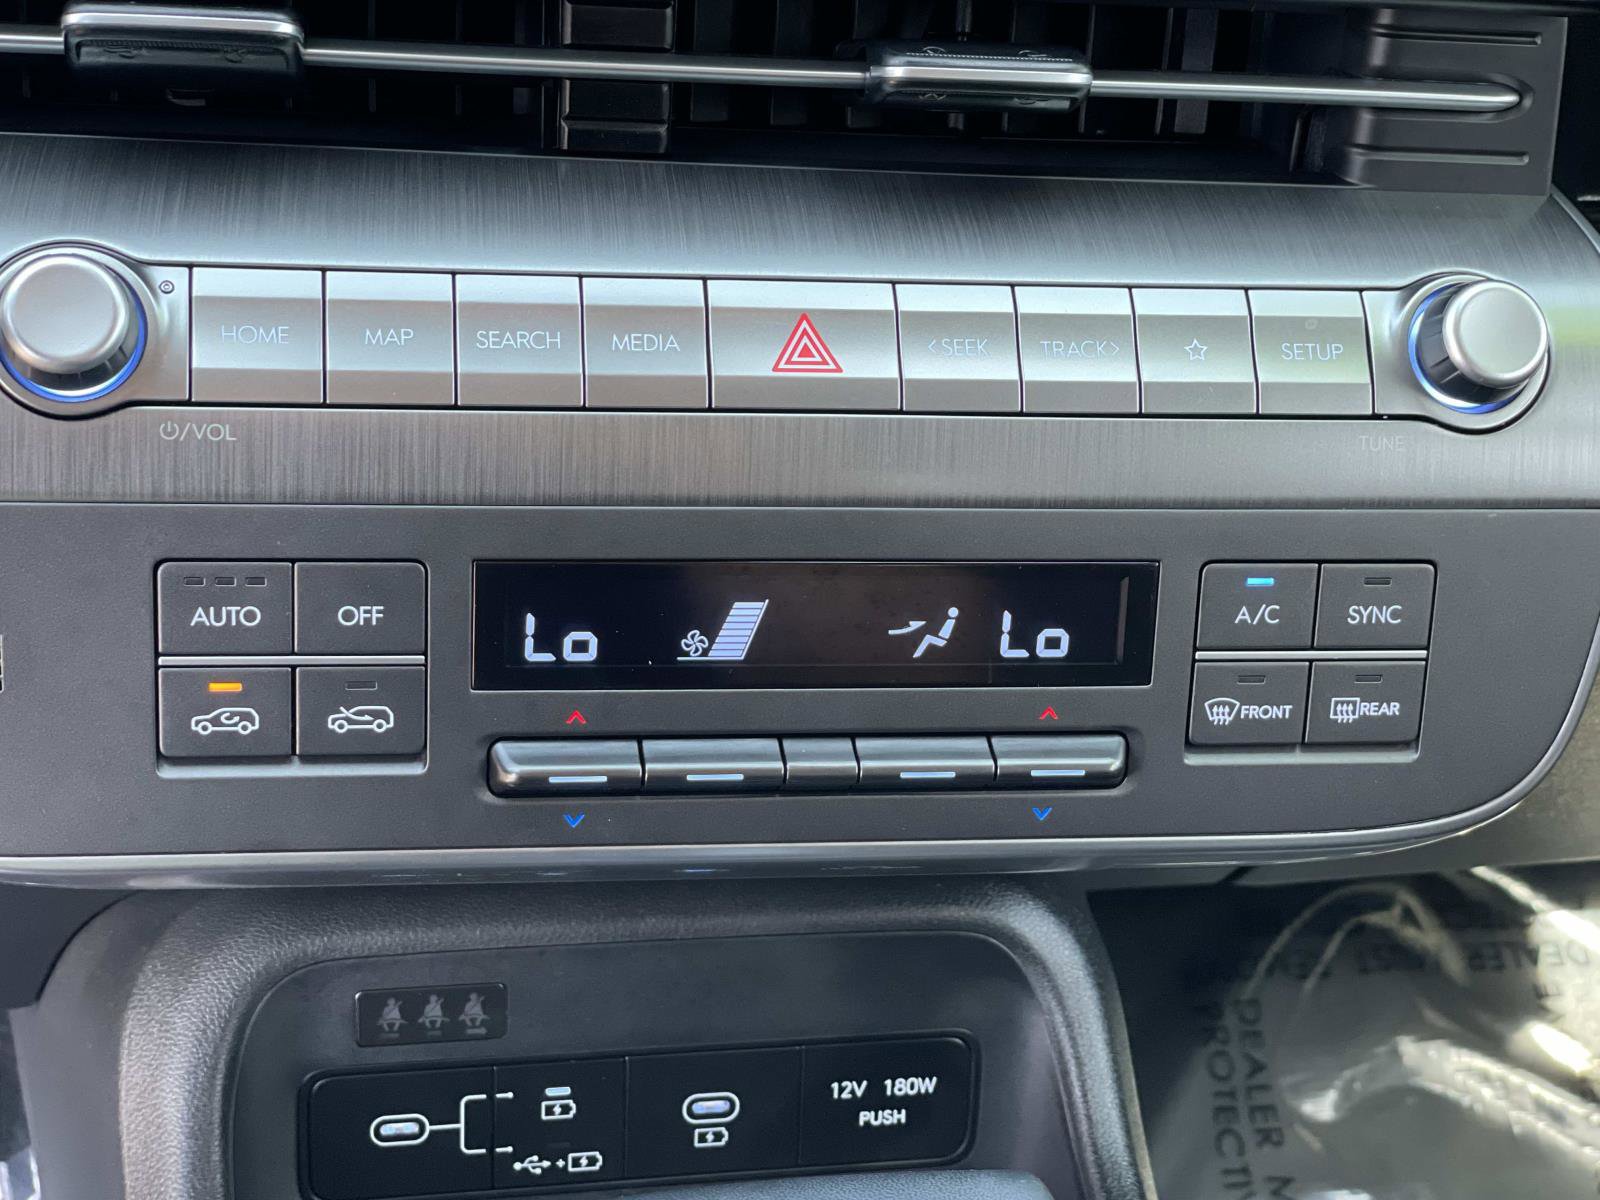 HOME MAP SEARCH MEDIA <SEEK TRACK> SETUP
/VOL TUNE
AUTO OFF Lo Lo A/C SYNC
FRONT REAR
12V 180W
PUSH
DEALER
PROTECTIV